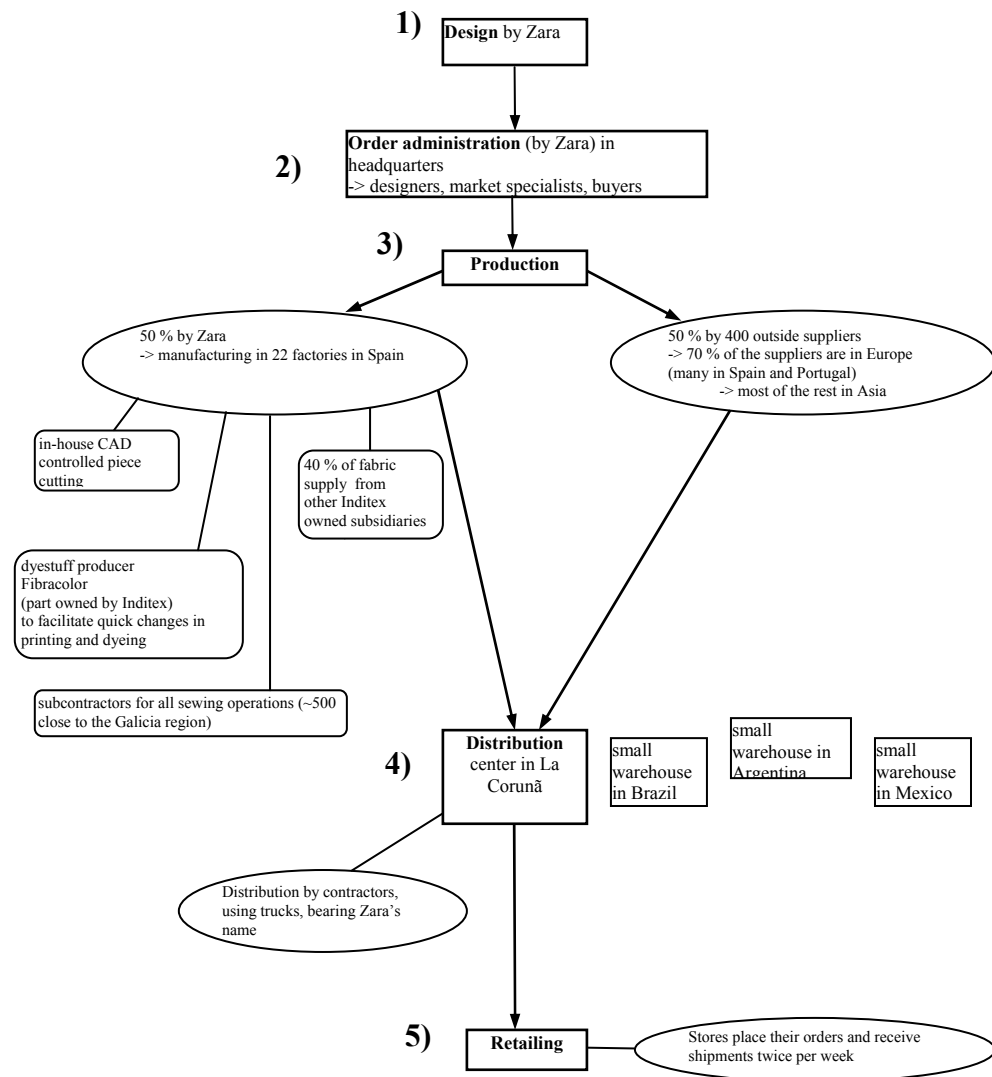 1)
Design by Zara
2)
Order administration (by Zara) in
headquarters
-> designers, market specialists, buyers
3)
Production
50 % by Zara
-> manufacturing in 22 factories in Spain
50 % by 400 outside suppliers
-> 70 % of the suppliers are in Europe
(many in Spain and Portugal)
-> most of the rest in Asia
in-house CAD
controlled piece
cutting
40 % of fabric
supply from
other Inditex
owned subsidiaries
dyestuff producer
Fibracolor
(part owned by Inditex)
to facilitate quick changes in
printing and dyeing
subcontractors for all sewing operations (~500
close to the Galicia region)
4)
Distribution
center in La
Corunã
small
warehouse
in Brazil
small
warehouse in
Argentina
small
warehouse
in Mexico
Distribution by contractors,
using trucks, bearing Zara’s
name
5)
Retailing
Stores place their orders and receive
shipments twice per week